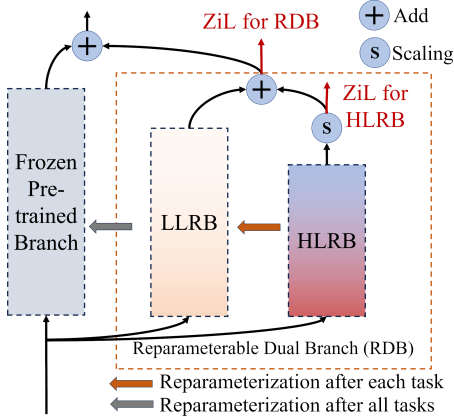 ZiL for RDB
+
+ Add
S Scaling
+
ZiL for
HLRB
S
Frozen
Pre-
trained
Branch
LLRB
HLRB
Reparameterable Dual Branch (RDB)
Reparameterization after each task
Reparameterization after all tasks